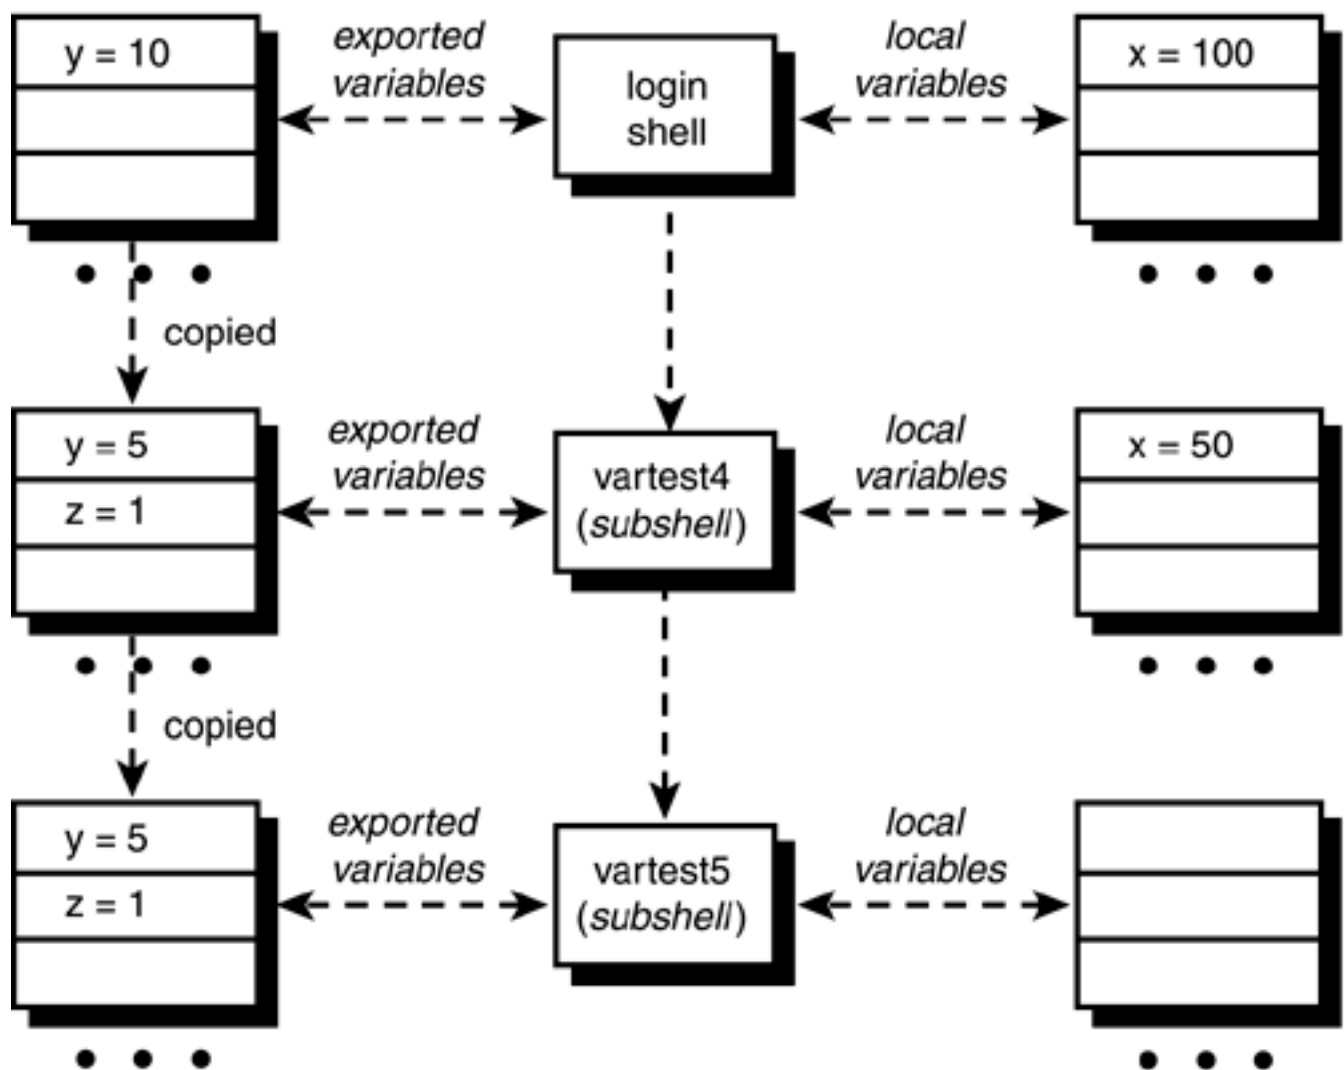 y = 10
exported
variables
login
shell
local
variables
x = 100
copied
y = 5
z = 1
exported
variables
vartest4
(subshell)
local
variables
x = 50
copied
y = 5
z = 1
exported
variables
vartest5
(subshell)
local
variables